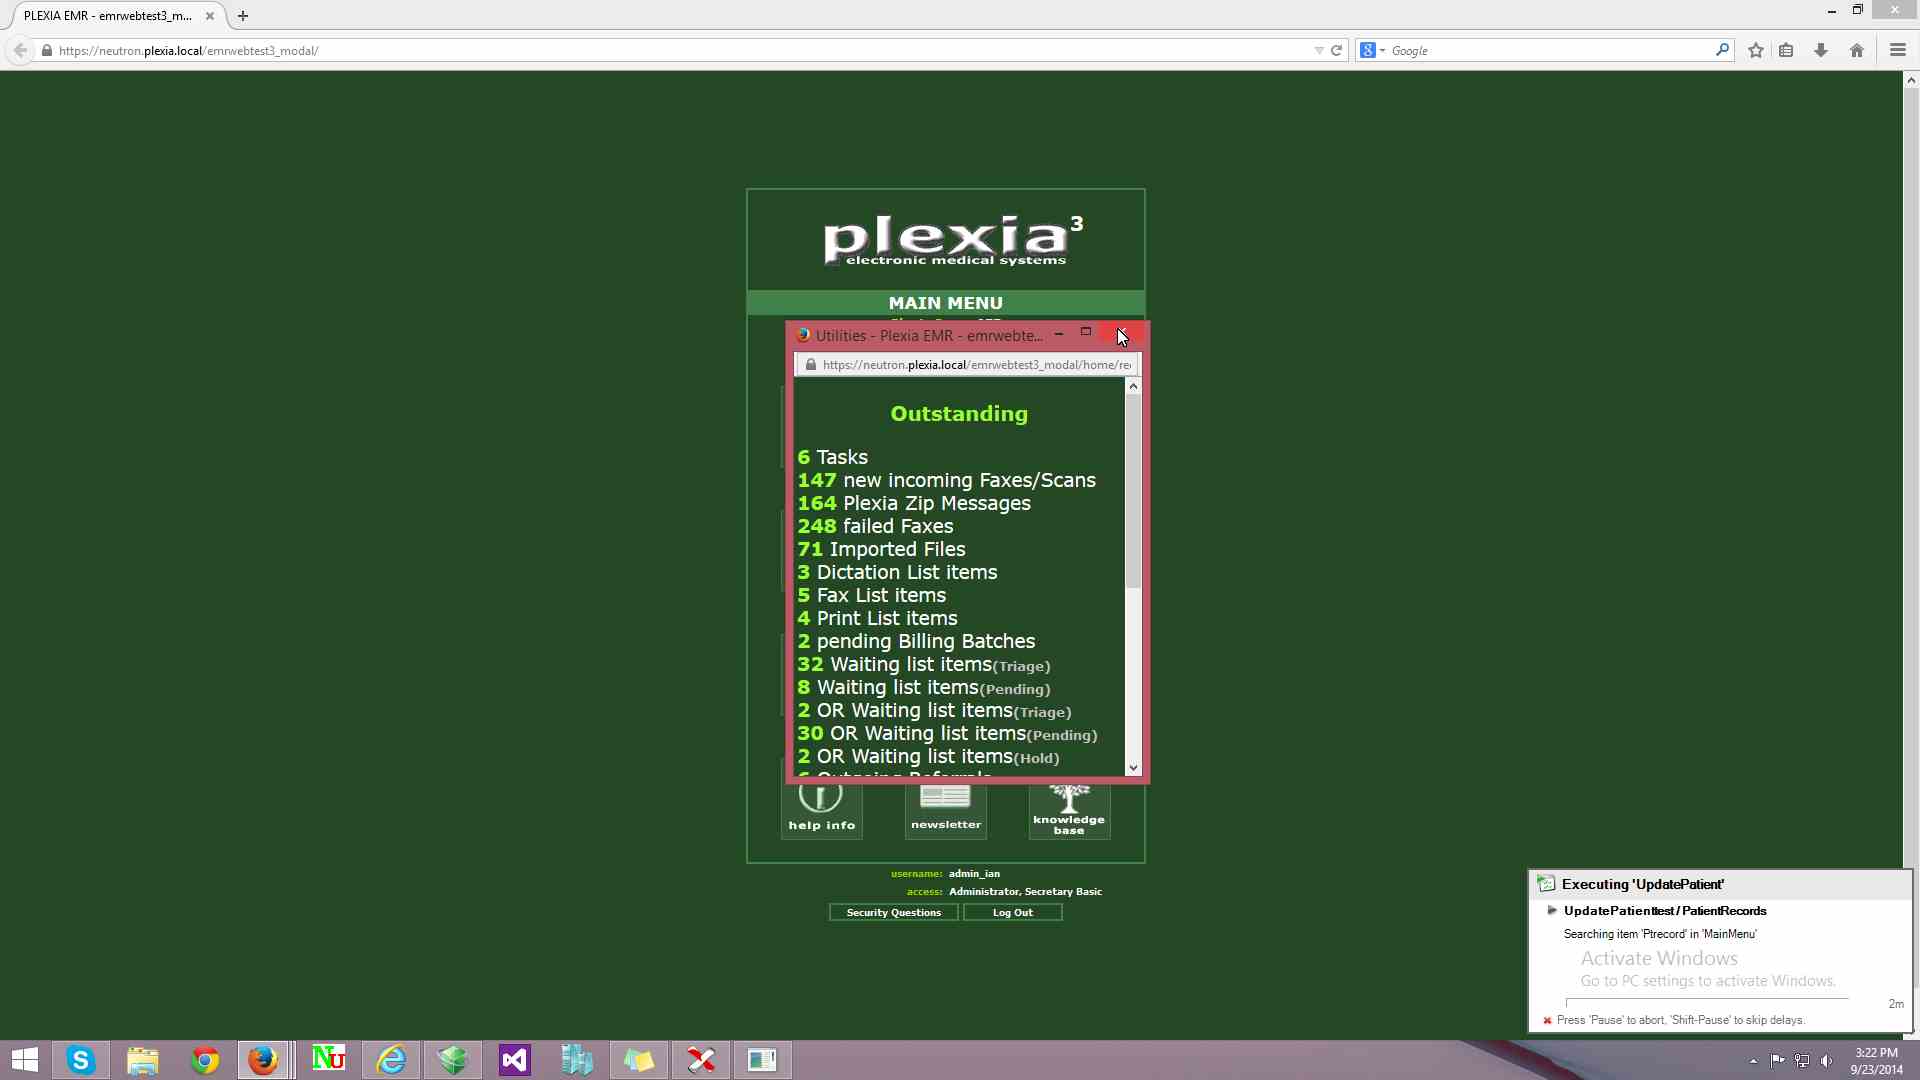 PLEXIA EMR - emrwebtest3_m...
https://neutron.plexia.local/emrwebtest3_modal/
Google
plexia3
electronic medical systems
MAIN MENU
Utilities - Plexia EMR - emrwebte...
https://neutron.plexia.local/emrwebtest3_modal/home/re
Outstanding
6 Tasks
147 new incoming Faxes/Scans
164 Plexia Zip Messages
248 failed Faxes
71 Imported Files
3 Dictation List items
5 Fax List items
4 Print List items
2 pending Billing Batches
32 Waiting list items(Triage)
8 Waiting list items(Pending)
2 OR Waiting list items(Triage)
30 OR Waiting list items(Pending)
2 OR Waiting list items(Hold)
6 Outgoing Referrals
help info
newsletter
knowledge
base
username: admin_ian
access: Administrator, Secretary Basic
Security Questions
Log Out
Executing 'UpdatePatient'
UpdatePatienttest / PatientRecords
Searching item 'Ptrecord' in 'MainMenu'
Activate Windows
Go to PC settings to activate Windows.
2m
Press 'Pause' to abort, 'Shift-Pause' to skip delays.
Nu
3:22 PM
9/23/2014